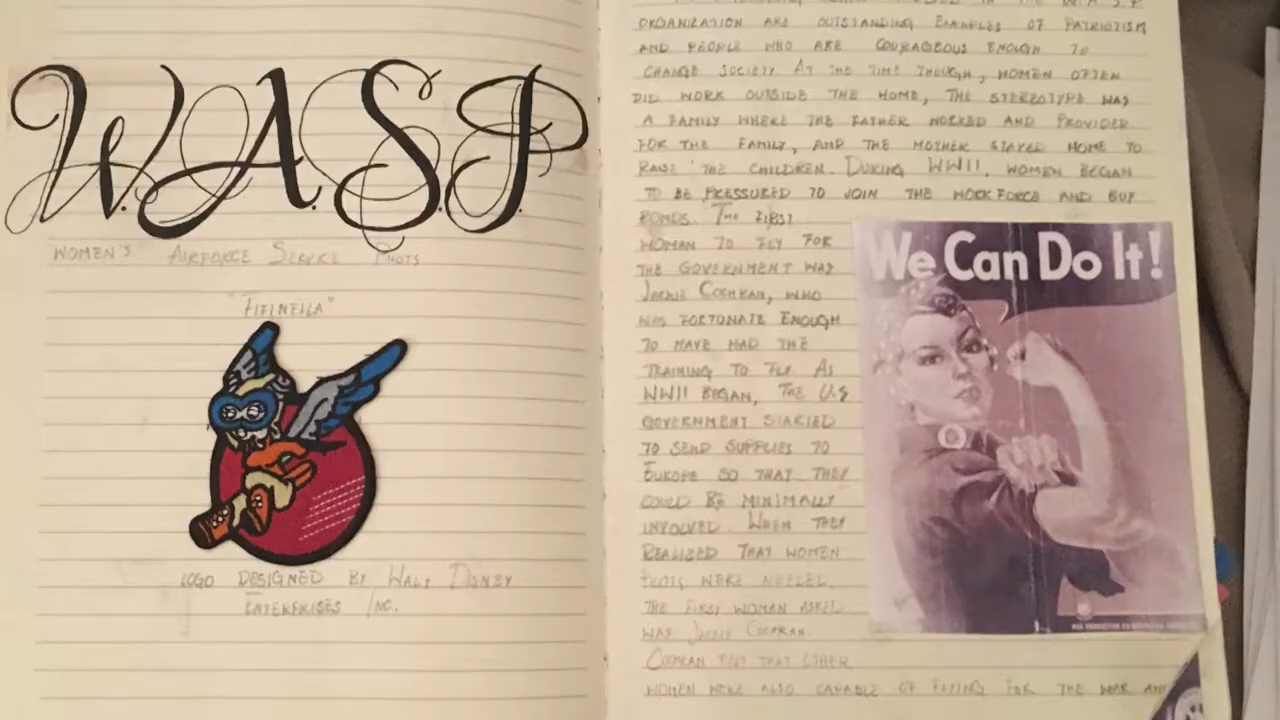 W.A.S.P
WOMEN'S AIRFORCE SERVICE PILOTS
"FIFINELLA"
LOGO DESIGNED BY WALT DISNEY
ENTERPRISES INC.
IN THE W.A.S.P
ORGANIZATION ARE OUTSTANDING EXAMPLES OF PATRIOTISM
AND PEOPLE WHO ARE COURAGEOUS ENOUGH TO
CHANGE SOCIETY. AT THE TIME THOUGH, WOMEN OFTEN
DID WORK OUTSIDE THE HOME, THE STEREOTYPE WAS
A FAMILY WHERE THE FATHER WORKED AND PROVIDED
FOR THE FAMILY, AND THE MOTHER STAYED HOME TO
RAISE THE CHILDREN. DURING WWII, WOMEN BEGAN
TO BE PRESSURED TO JOIN THE WORKFORCE AND BUY
BONDS. THE FIRST
WOMAN TO FLY FOR
THE GOVERNMENT WAS
JACKIE COCHRAN, WHO
WAS FORTUNATE ENOUGH
TO HAVE HAD THE
TRAINING TO FLY. AS
WWII BEGAN, THE U.S
GOVERNMENT STARTED
TO SEND SUPPLIES TO
EUROPE SO THAT THEY
COULD BE MINIMALLY
INVOLVED. WHEN THEY
REALIZED THAT WOMEN
PILOTS WERE NEEDED,
THE FIRST WOMAN ASKED
WAS JACKIE COCHRAN.
COCHRAN FELT THAT OTHER
WOMEN WERE ALSO CAPABLE OF FLYING FOR THE WAR AND
We Can Do It!